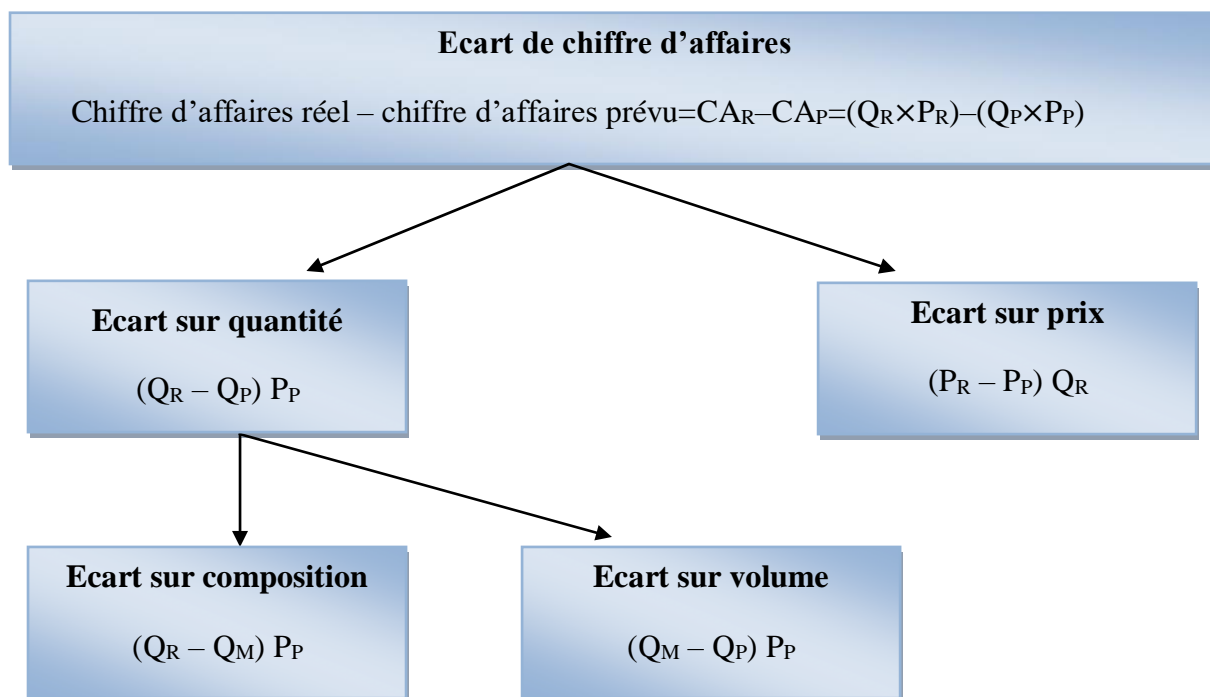 Ecart de chiffre d’affaires
Chiffre d’affaires réel – chiffre d’affaires prévu=CAR–CAP=(QR×PR)–(QP×PP)
Ecart sur quantité
(QR – QP) PP
Ecart sur prix
(PR – PP) QR
Ecart sur composition
(QR – QM) PP
Ecart sur volume
(QM – QP) PP